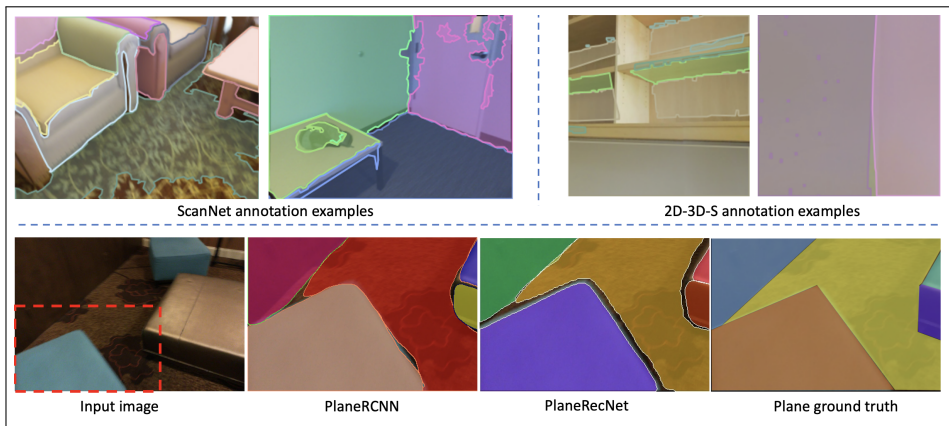 ScanNet annotation examples
2D-3D-S annotation examples
Input image
PlaneRCNN
PlaneRecNet
Plane ground truth